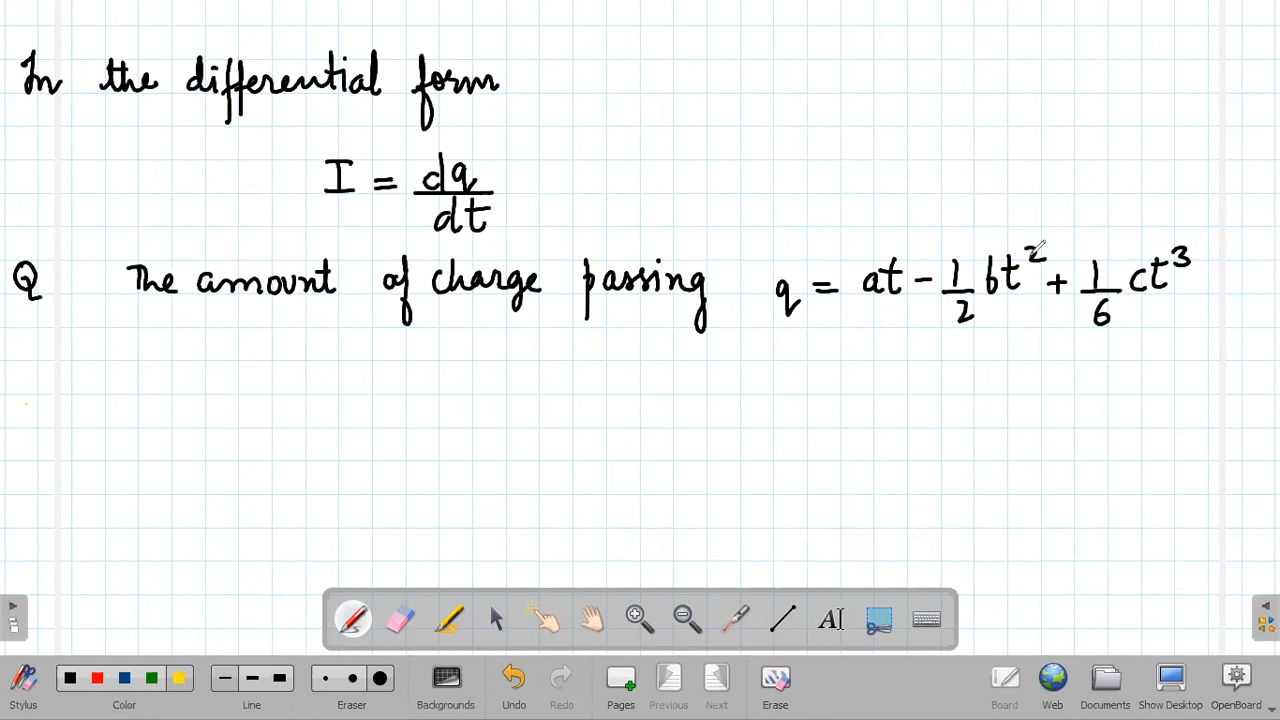 In the differential form
I = dq/dt
Q The amount of charge passing q = at - 1/2 bt² + 1/6 ct³
AI
Stylus
Color
Line
Eraser
Backgrounds
Undo
Redo
Pages
Previous
Next
Erase
Board
Web
Documents
Show Desktop
OpenBoard